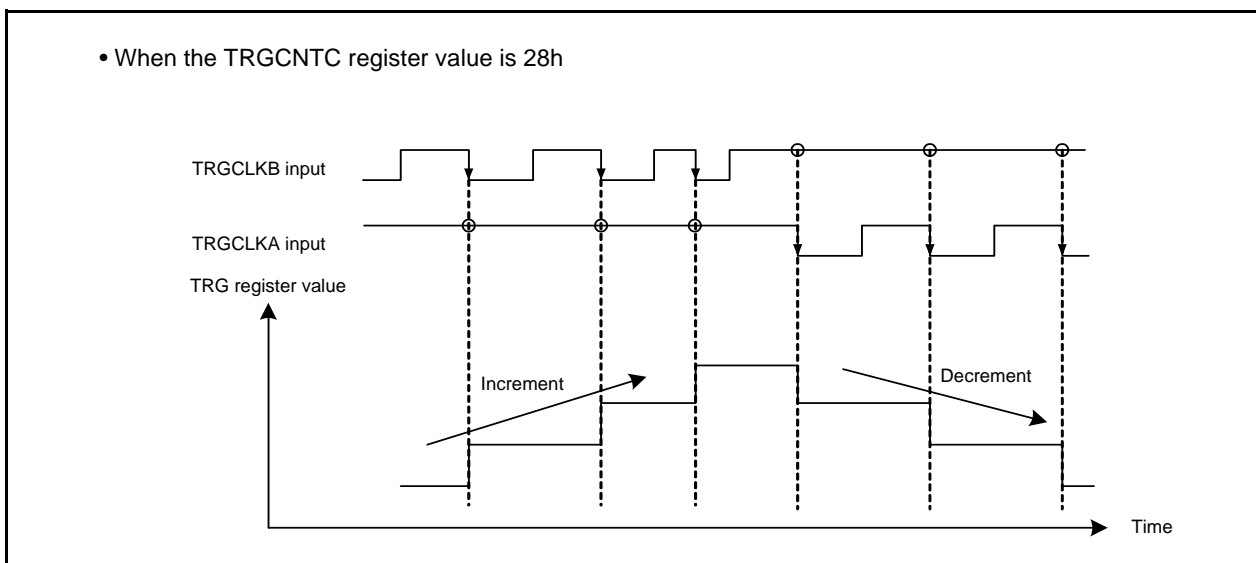 • When the TRGCNTC register value is 28h
TRGCLKB input
TRGCLKA input
TRG register value
Increment
Decrement
Time